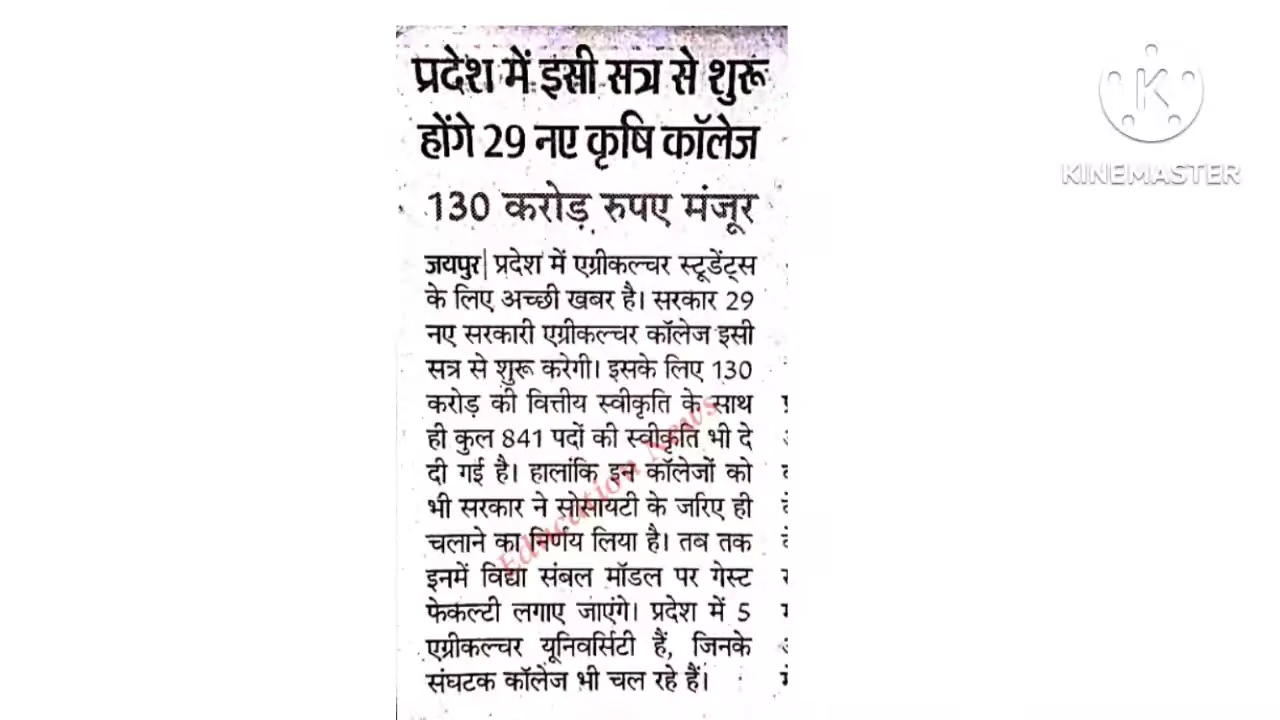 प्रदेश में इसी सत्र से शुरू
होंगे 29 नए कृषि कॉलेज
130 करोड़ रुपए मंजूर
जयपुर| प्रदेश में एग्रीकल्चर स्टूडेंट्स
के लिए अच्छी खबर है। सरकार 29
नए सरकारी एग्रीकल्चर कॉलेज इसी
सत्र से शुरू करेगी। इसके लिए 130
करोड़ की वित्तीय स्वीकृति के साथ
ही कुल 841 पदों की स्वीकृति भी दे
दी गई है। हालांकि इन कॉलेजों को
भी सरकार ने सोसायटी के जरिए ही
चलाने का निर्णय लिया है। तब तक
इनमें विद्या संबल मॉडल पर गेस्ट
फेकल्टी लगाए जाएंगे। प्रदेश में 5
एग्रीकल्चर यूनिवर्सिटी हैं, जिनके
संघटक कॉलेज भी चल रहे हैं।
Education News
K
KINEMASTER